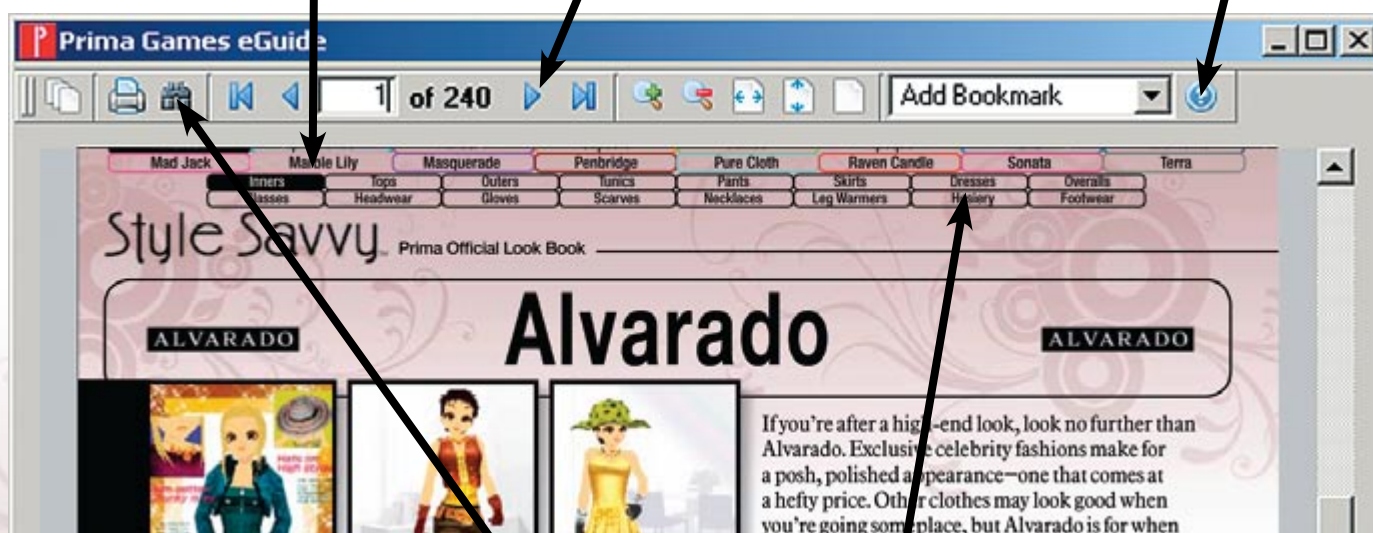 Prima Games eGuide
1 of 240 Add Bookmark
Mad Jack Marble Lily Masquerade Penbridge Pure Cloth Raven Candle Sonata Terra
Inners Tops Outers Tunics Pants Skirts Dresses Overalls
Glasses Headwear Gloves Scarves Necklaces Leg Warmers Hosiery Footwear
Style Savvy™ Prima Official Look Book
ALVARADO Alvarado ALVARADO
If you're after a high-end look, look no further than
Alvarado. Exclusive celebrity fashions make for
a posh, polished appearance—one that comes at
a hefty price. Other clothes may look good when
you're going someplace, but Alvarado is for when